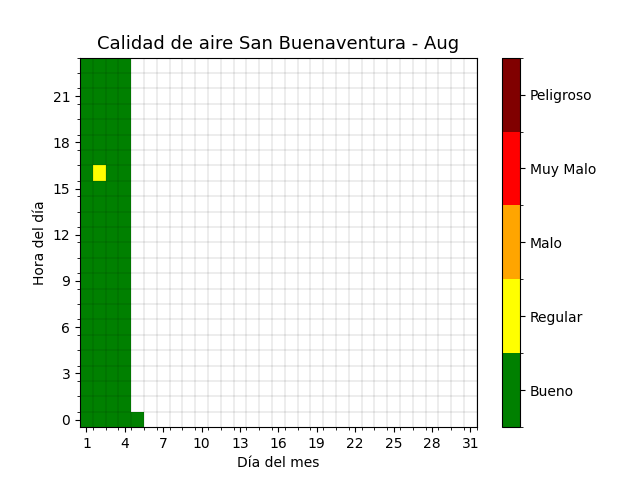 Calidad de aire San Buenaventura - Aug
Hora del día
21
18
15
12
9
6
3
0
1 4 7 10 13 16 19 22 25 28 31
Día del mes
Peligroso
Muy Malo
Malo
Regular
Bueno